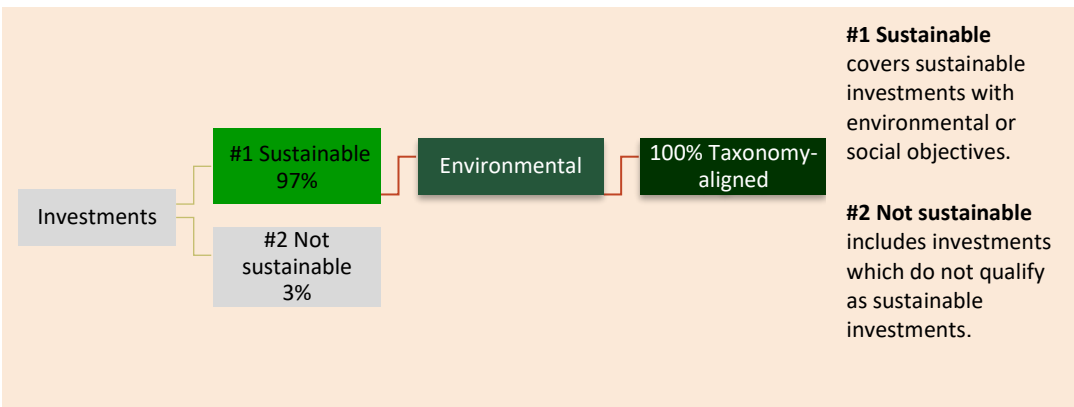 Investments
#1 Sustainable
97%
#2 Not
sustainable
3%
Environmental
100% Taxonomy-
aligned
#1 Sustainable
covers sustainable
investments with
environmental or
social objectives.
#2 Not sustainable
includes investments
which do not qualify
as sustainable
investments.